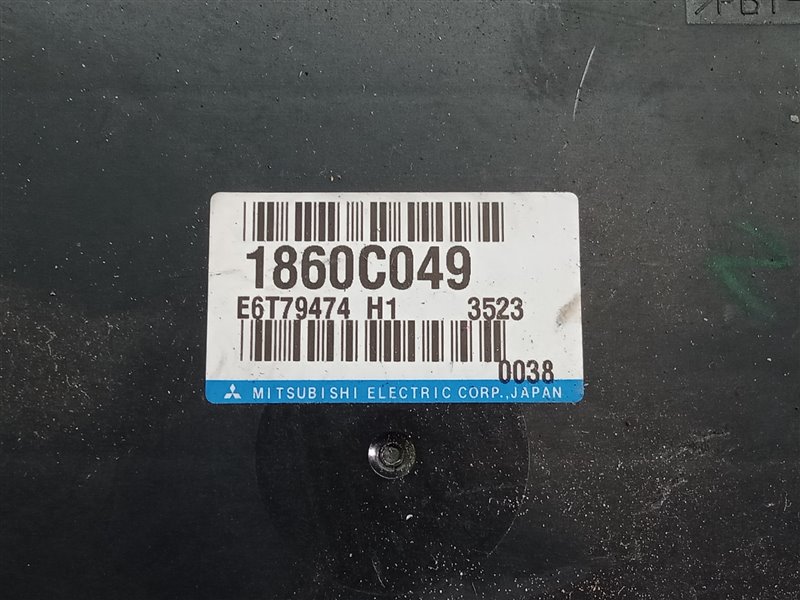 1860C049
E6T79474 H1 3523
0038
MITSUBISHI ELECTRIC CORP., JAPAN